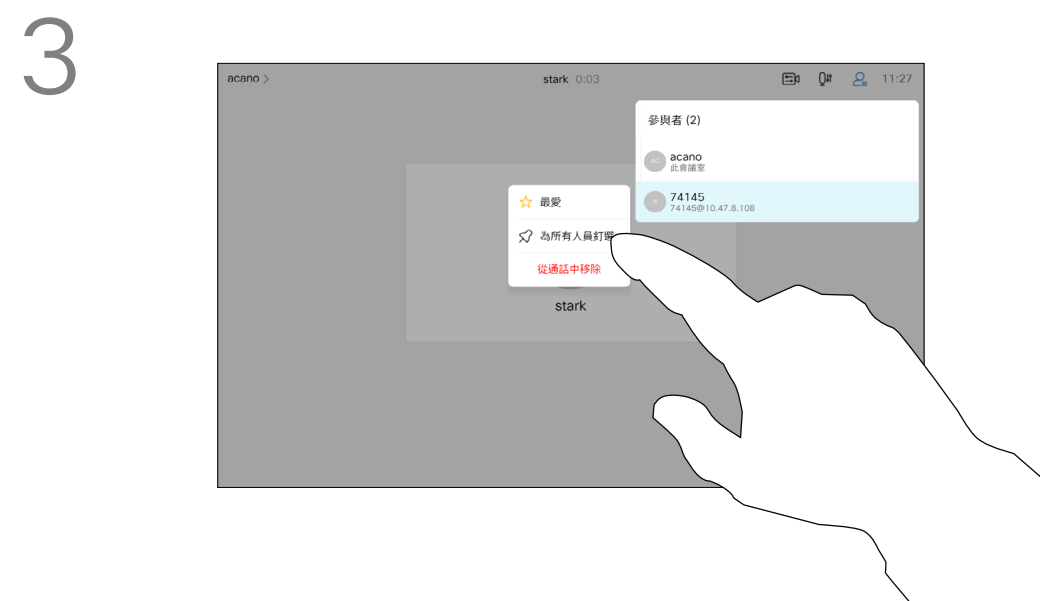 3
acano >
stark 0:03
11:27
參與者 (2)
AC
acano
此會議室
74145
74145@10.47.8.108
最愛
為所有人員釘選
從通話中移除
stark